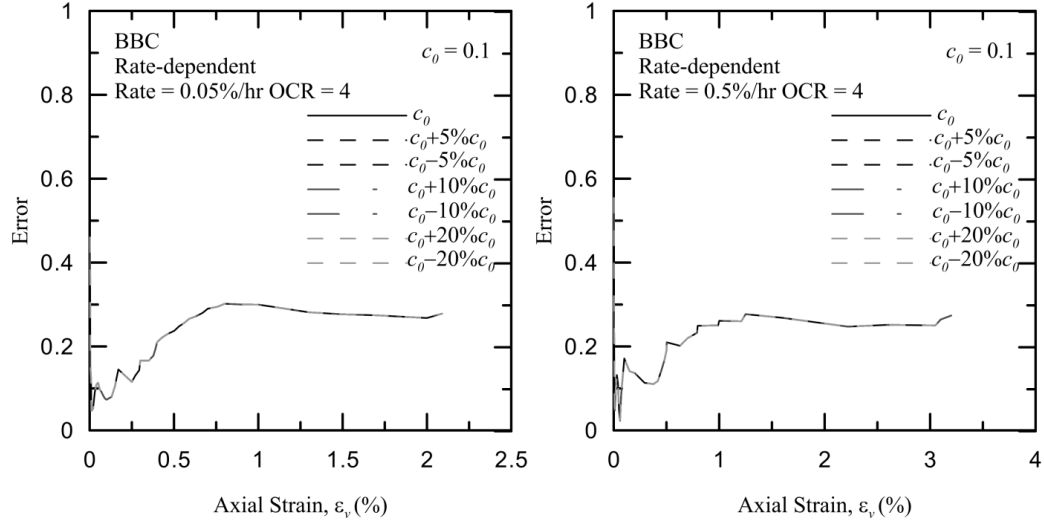 1
0.8
0.6
0.4
0.2
0
Error
BBC
Rate-dependent
Rate = 0.05%/hr OCR = 4
c₀ = 0.1
c₀
c₀+5%c₀
c₀−5%c₀
c₀+10%c₀
c₀−10%c₀
c₀+20%c₀
c₀−20%c₀
0 0.5 1 1.5 2 2.5
Axial Strain, εᵥ (%)
1
0.8
0.6
0.4
0.2
0
Error
BBC
Rate-dependent
Rate = 0.5%/hr OCR = 4
c₀ = 0.1
c₀
c₀+5%c₀
c₀−5%c₀
c₀+10%c₀
c₀−10%c₀
c₀+20%c₀
c₀−20%c₀
0 1 2 3 4
Axial Strain, εᵥ (%)